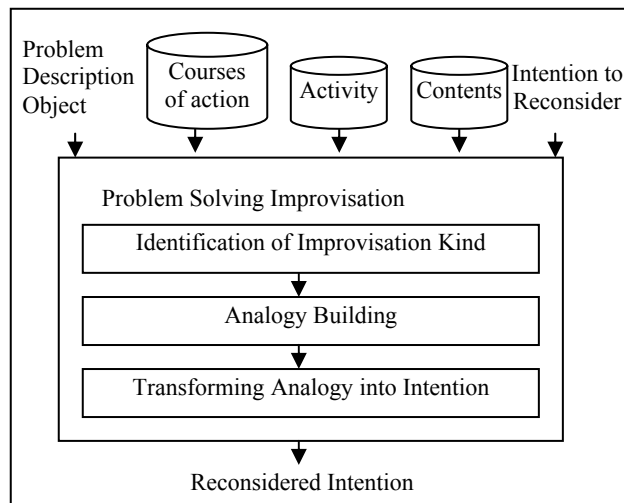 Problem
Description
Object
Courses
of action
Activity
Contents
Intention to
Reconsider
Problem Solving Improvisation
Identification of Improvisation Kind
Analogy Building
Transforming Analogy into Intention
Reconsidered Intention